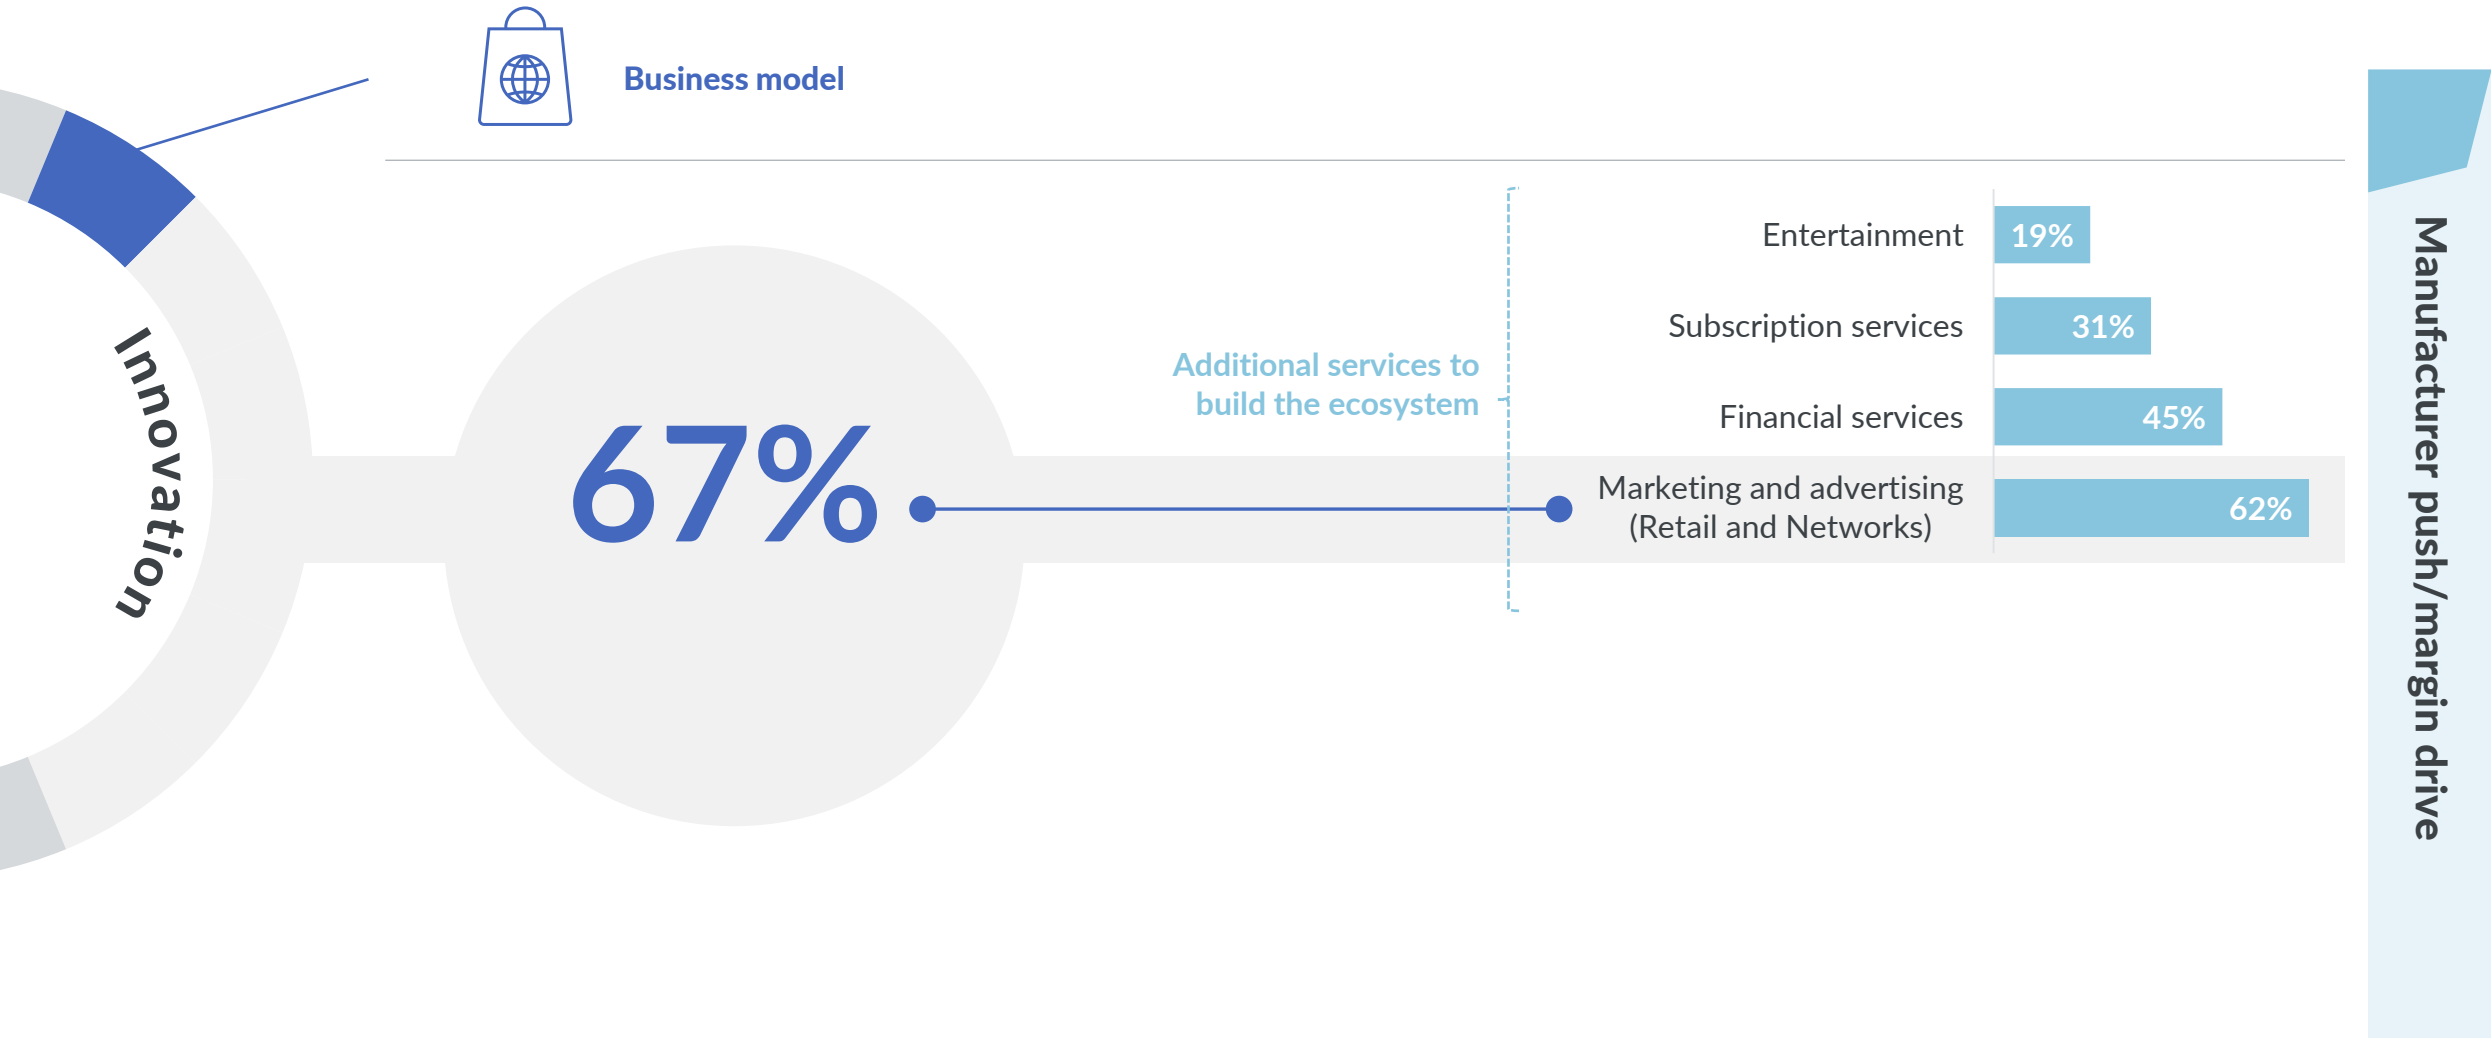 Business model
Innovation
67%
Additional services to
build the ecosystem
Entertainment
19%
Subscription services
31%
Financial services
45%
Marketing and advertising
(Retail and Networks)
62%
Manufacturer push/margin drive